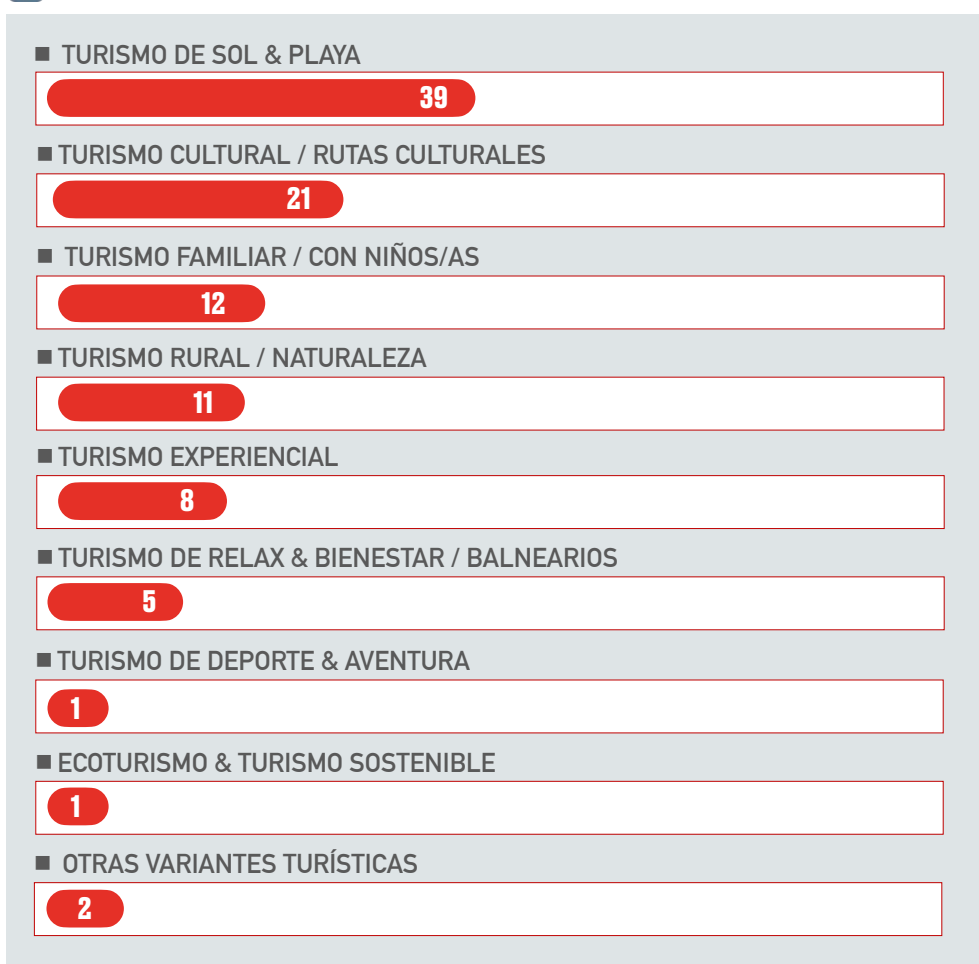 ■ TURISMO DE SOL & PLAYA
39
■ TURISMO CULTURAL / RUTAS CULTURALES
21
■ TURISMO FAMILIAR / CON NIÑOS/AS
12
■ TURISMO RURAL / NATURALEZA
11
■ TURISMO EXPERIENCIAL
8
■ TURISMO DE RELAX & BIENESTAR / BALNEARIOS
5
■ TURISMO DE DEPORTE & AVENTURA
1
■ ECOTURISMO & TURISMO SOSTENIBLE
1
■ OTRAS VARIANTES TURÍSTICAS
2